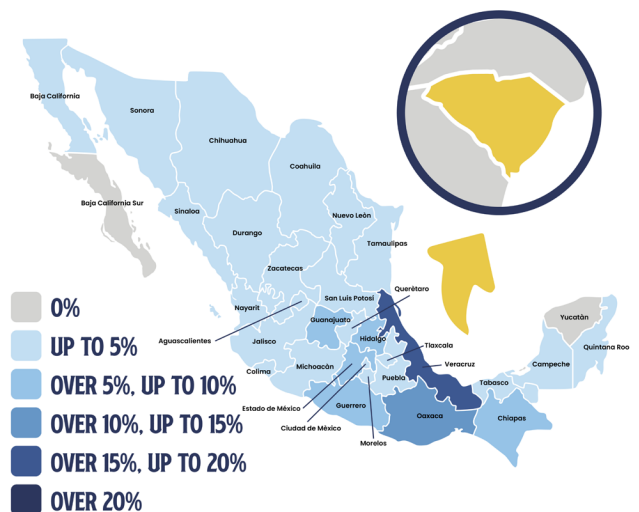 Baja California
Sonora
Chihuahua
Coahuila
Baja California Sur
Sinaloa
Nuevo León
Durango
Tamaulipas
Zacatecas
Querètaro
San Luis Potosí
Nayarit
Guanajuato
Aguascalientes
Hidalgo
Jalisco
Tlaxcala
Michoacán
Veracruz
Colima
Puebla
Tabasco
Campeche
Yucatàn
Quintana Roo
Estado de México
Guerrero
Oaxaca
Chiapas
Ciudad de Mèxico
Morelos
0%
UP TO 5%
OVER 5%, UP TO 10%
OVER 10%, UP TO 15%
OVER 15%, UP TO 20%
OVER 20%